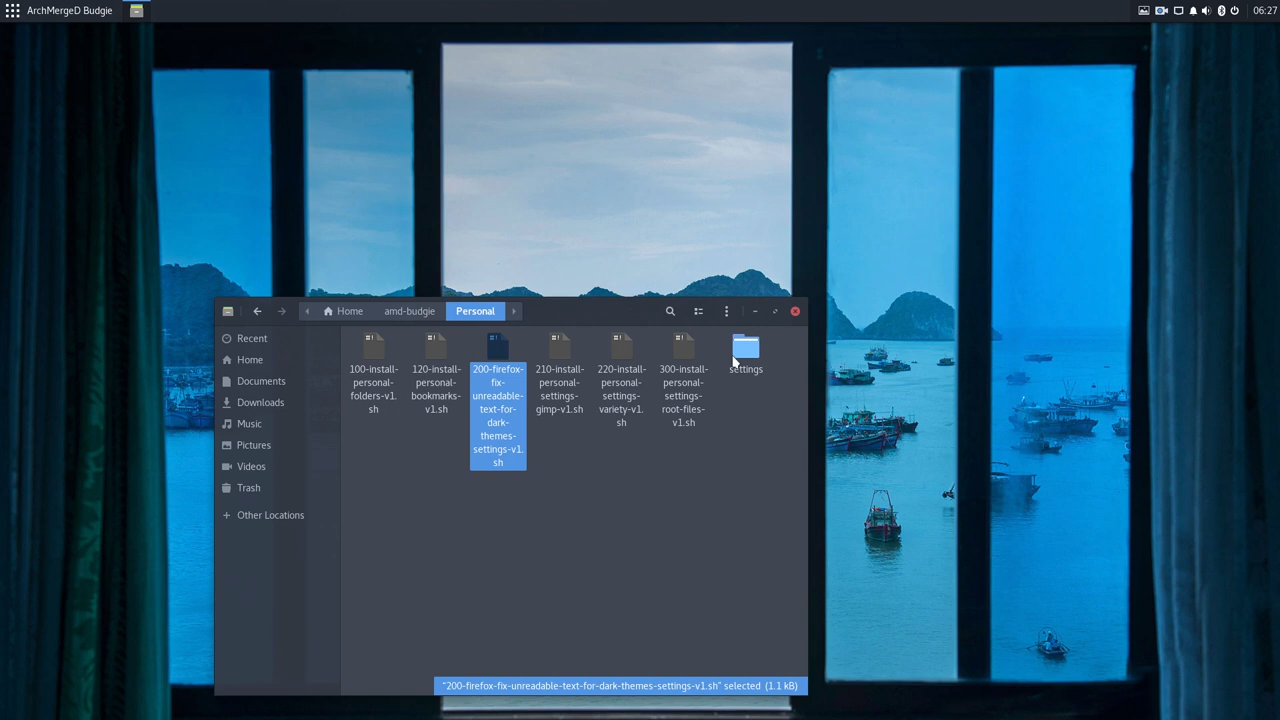 ArchMergeD Budgie
06:27
Home
amd-budgie
Personal
Recent
Home
Documents
Downloads
Music
Pictures
Videos
Trash
Other Locations
100-install-
personal-
folders-v1.
sh
120-install-
personal-
bookmarks-
v1.sh
200-firefox-
fix-
unreadable-
text-for-
dark-
themes-
settings-v1.
sh
210-install-
personal-
settings-
gimp-v1.sh
220-install-
personal-
settings-
variety-v1.
sh
300-install-
personal-
settings-
root-files-
v1.sh
settings
"200-firefox-fix-unreadable-text-for-dark-themes-settings-v1.sh" selected (1.1 kB)